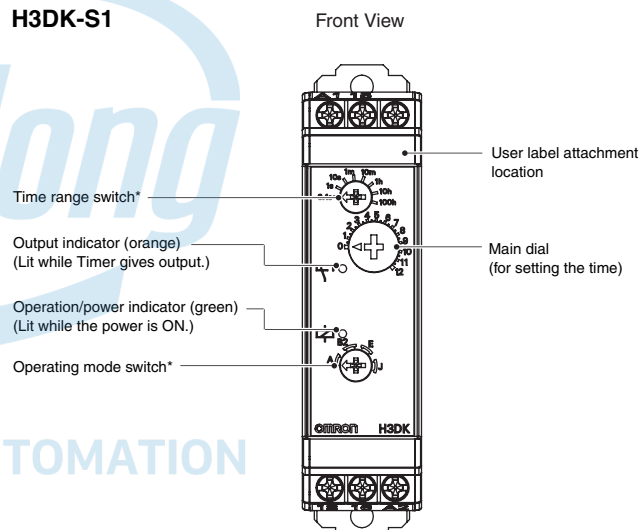 H3DK-S1
Front View
User label attachment
location
1s
10s
1m
10m
1h
10h
100h
Time range switch*
0
1
2
3
4
5
6
7
8
9
10
11
12
Main dial
(for setting the time)
Output indicator (orange)
(Lit while Timer gives output.)
Operation/power indicator (green)
(Lit while the power is ON.)
Operating mode switch*
A
B2
E
J
OMRON H3DK
long
TOMATION